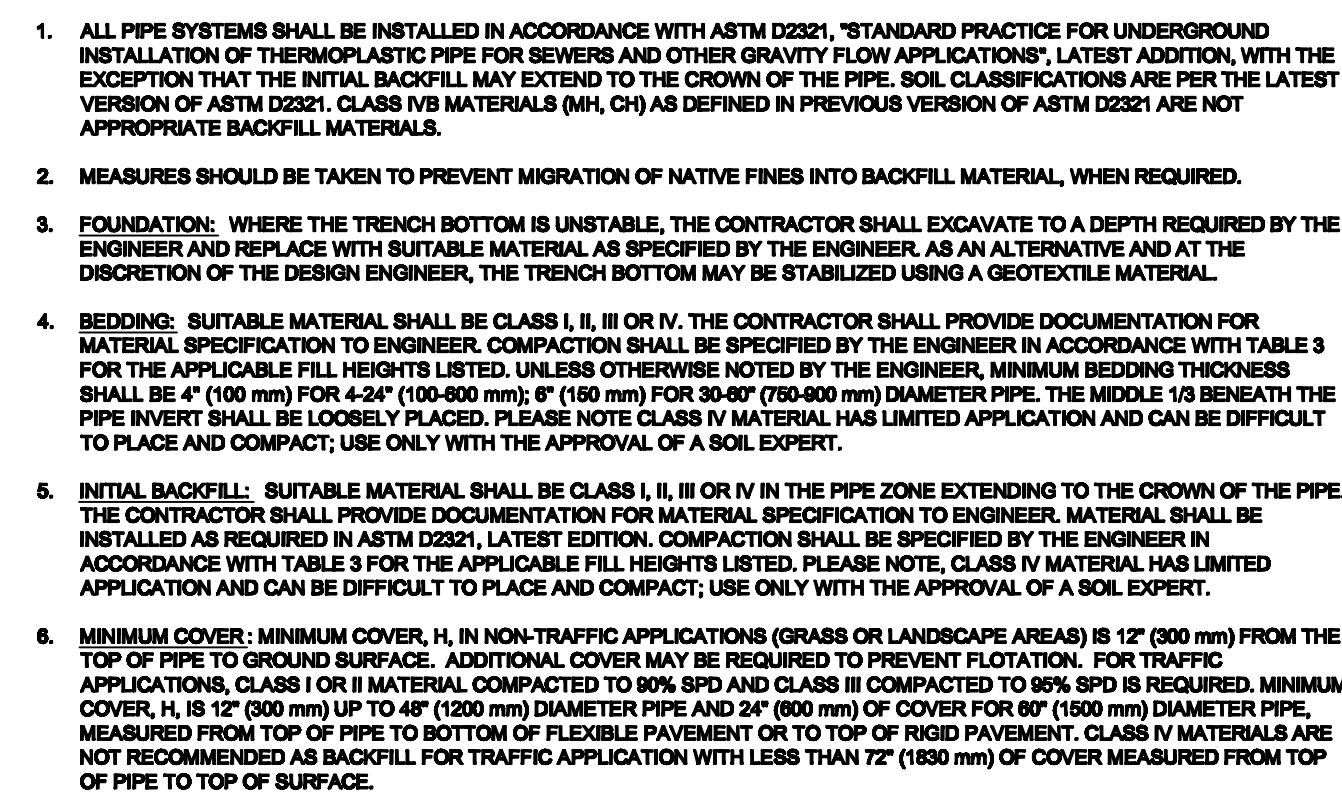 1. ALL PIPE SYSTEMS SHALL BE INSTALLED IN ACCORDANCE WITH ASTM D2321, "STANDARD PRACTICE FOR UNDERGROUND
INSTALLATION OF THERMOPLASTIC PIPE FOR SEWERS AND OTHER GRAVITY FLOW APPLICATIONS", LATEST ADDITION, WITH THE
EXCEPTION THAT THE INITIAL BACKFILL MAY EXTEND TO THE CROWN OF THE PIPE. SOIL CLASSIFICATIONS ARE PER THE LATEST
VERSION OF ASTM D2321. CLASS IVB MATERIALS (MH, CH) AS DEFINED IN PREVIOUS VERSION OF ASTM D2321 ARE NOT
APPROPRIATE BACKFILL MATERIALS.
2. MEASURES SHOULD BE TAKEN TO PREVENT MIGRATION OF NATIVE FINES INTO BACKFILL MATERIAL, WHEN REQUIRED.
3. FOUNDATION: WHERE THE TRENCH BOTTOM IS UNSTABLE, THE CONTRACTOR SHALL EXCAVATE TO A DEPTH REQUIRED BY THE
ENGINEER AND REPLACE WITH SUITABLE MATERIAL AS SPECIFIED BY THE ENGINEER. AS AN ALTERNATIVE AND AT THE
DISCRETION OF THE DESIGN ENGINEER, THE TRENCH BOTTOM MAY BE STABILIZED USING A GEOTEXTILE MATERIAL.
4. BEDDING: SUITABLE MATERIAL SHALL BE CLASS I, II, III OR IV. THE CONTRACTOR SHALL PROVIDE DOCUMENTATION FOR
MATERIAL SPECIFICATION TO ENGINEER. COMPACTION SHALL BE SPECIFIED BY THE ENGINEER IN ACCORDANCE WITH TABLE 3
FOR THE APPLICABLE FILL HEIGHTS LISTED. UNLESS OTHERWISE NOTED BY THE ENGINEER, MINIMUM BEDDING THICKNESS
SHALL BE 4" (100 mm) FOR 4-24" (100-600 mm); 6" (150 mm) FOR 30-60" (750-900 mm) DIAMETER PIPE. THE MIDDLE 1/3 BENEATH THE
PIPE INVERT SHALL BE LOOSELY PLACED. PLEASE NOTE CLASS IV MATERIAL HAS LIMITED APPLICATION AND CAN BE DIFFICULT
TO PLACE AND COMPACT; USE ONLY WITH THE APPROVAL OF A SOIL EXPERT.
5. INITIAL BACKFILL: SUITABLE MATERIAL SHALL BE CLASS I, II, III OR IV IN THE PIPE ZONE EXTENDING TO THE CROWN OF THE PIPE.
THE CONTRACTOR SHALL PROVIDE DOCUMENTATION FOR MATERIAL SPECIFICATION TO ENGINEER. MATERIAL SHALL BE
INSTALLED AS REQUIRED IN ASTM D2321, LATEST EDITION. COMPACTION SHALL BE SPECIFIED BY THE ENGINEER IN
ACCORDANCE WITH TABLE 3 FOR THE APPLICABLE FILL HEIGHTS LISTED. PLEASE NOTE, CLASS IV MATERIAL HAS LIMITED
APPLICATION AND CAN BE DIFFICULT TO PLACE AND COMPACT; USE ONLY WITH THE APPROVAL OF A SOIL EXPERT.
6. MINIMUM COVER: MINIMUM COVER, H, IN NON-TRAFFIC APPLICATIONS (GRASS OR LANDSCAPE AREAS) IS 12" (300 mm) FROM THE
TOP OF PIPE TO GROUND SURFACE. ADDITIONAL COVER MAY BE REQUIRED TO PREVENT FLOTATION. FOR TRAFFIC
APPLICATIONS, CLASS I OR II MATERIAL COMPACTED TO 90% SPD AND CLASS III COMPACTED TO 95% SPD IS REQUIRED. MINIMUM
COVER, H, IS 12" (300 mm) UP TO 48" (1200 mm) DIAMETER PIPE AND 24" (600 mm) OF COVER FOR 60" (1500 mm) DIAMETER PIPE,
MEASURED FROM TOP OF PIPE TO BOTTOM OF FLEXIBLE PAVEMENT OR TO TOP OF RIGID PAVEMENT. CLASS IV MATERIALS ARE
NOT RECOMMENDED AS BACKFILL FOR TRAFFIC APPLICATION WITH LESS THAN 72" (1830 mm) OF COVER MEASURED FROM TOP
OF PIPE TO TOP OF SURFACE.